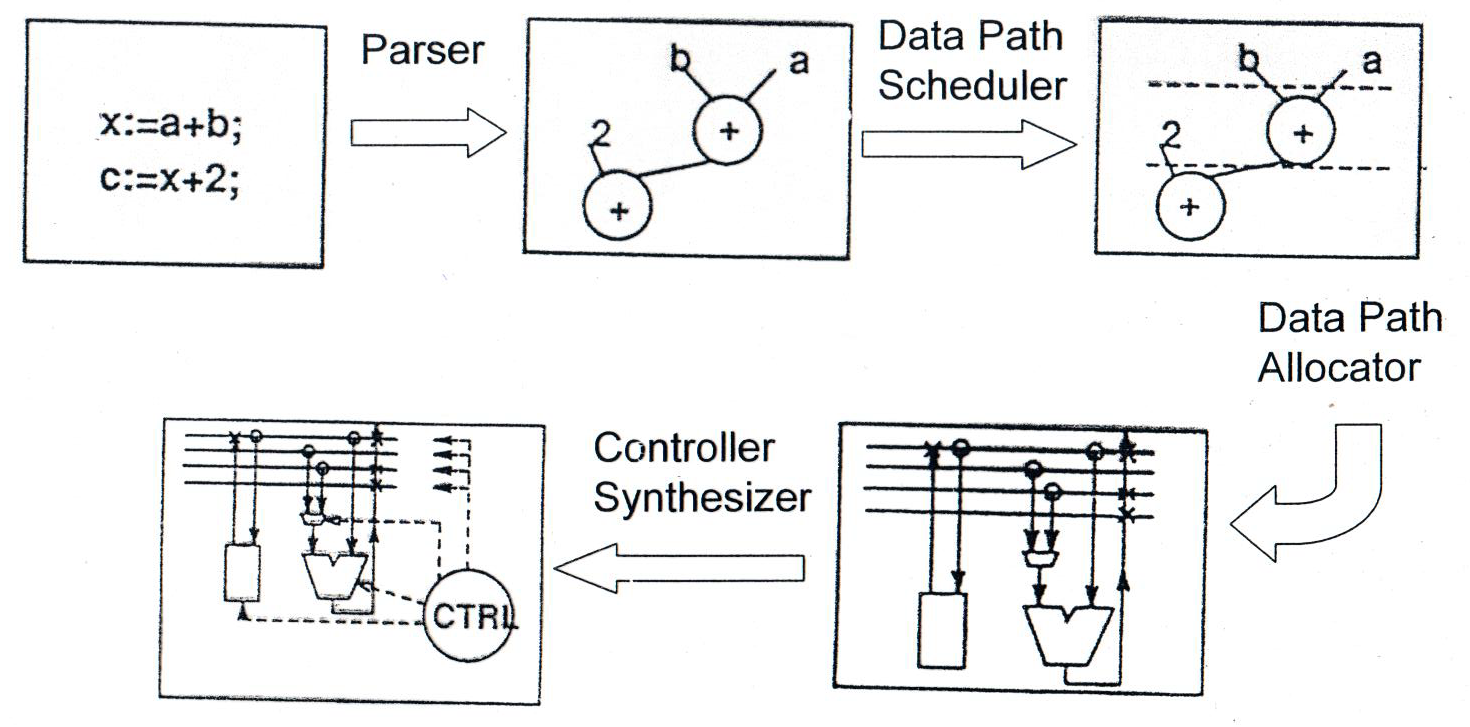 x:=a+b;
c:=x+2;
Parser
b a
2 +
+
Data Path
Scheduler
b a
2 +
+
Data Path
Allocator
Controller
Synthesizer
CTRL